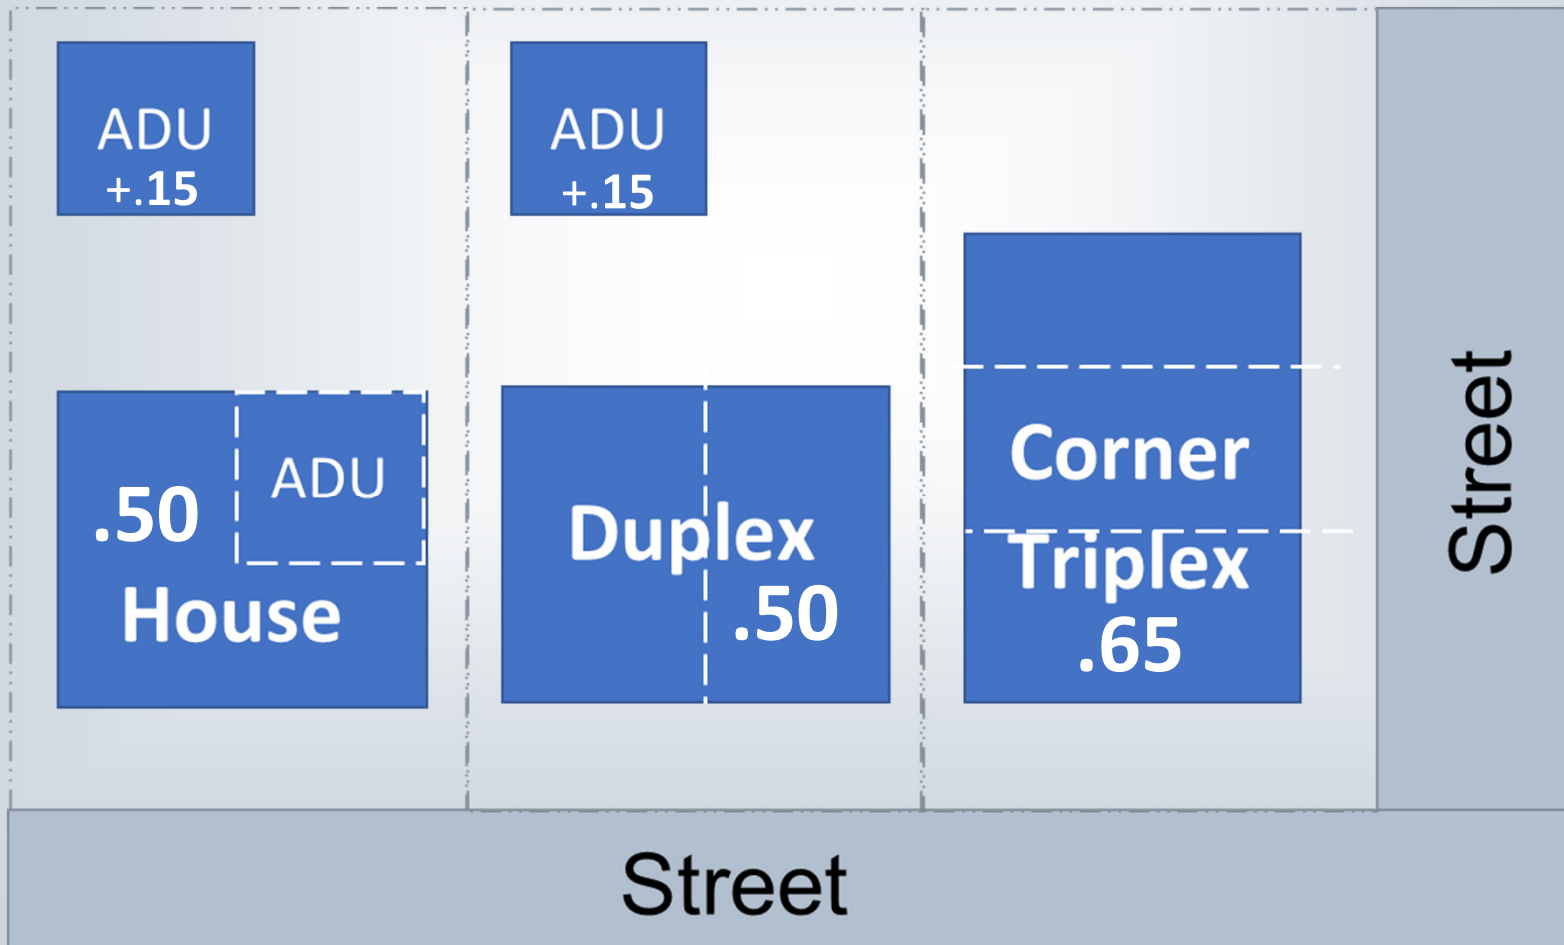 ADU
+.15
ADU
+.15
ADU
.50
House
Duplex
.50
Corner
Triplex
.65
Street
Street